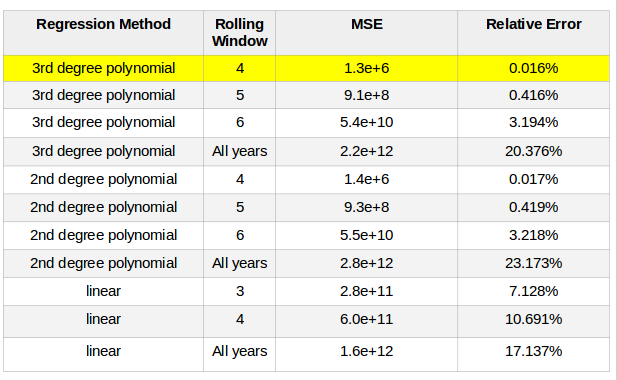 Regression Method Rolling Window MSE Relative Error
3rd degree polynomial 4 1.3e+6 0.016%
3rd degree polynomial 5 9.1e+8 0.416%
3rd degree polynomial 6 5.4e+10 3.194%
3rd degree polynomial All years 2.2e+12 20.376%
2nd degree polynomial 4 1.4e+6 0.017%
2nd degree polynomial 5 9.3e+8 0.419%
2nd degree polynomial 6 5.5e+10 3.218%
2nd degree polynomial All years 2.8e+12 23.173%
linear 3 2.8e+11 7.128%
linear 4 6.0e+11 10.691%
linear All years 1.6e+12 17.137%